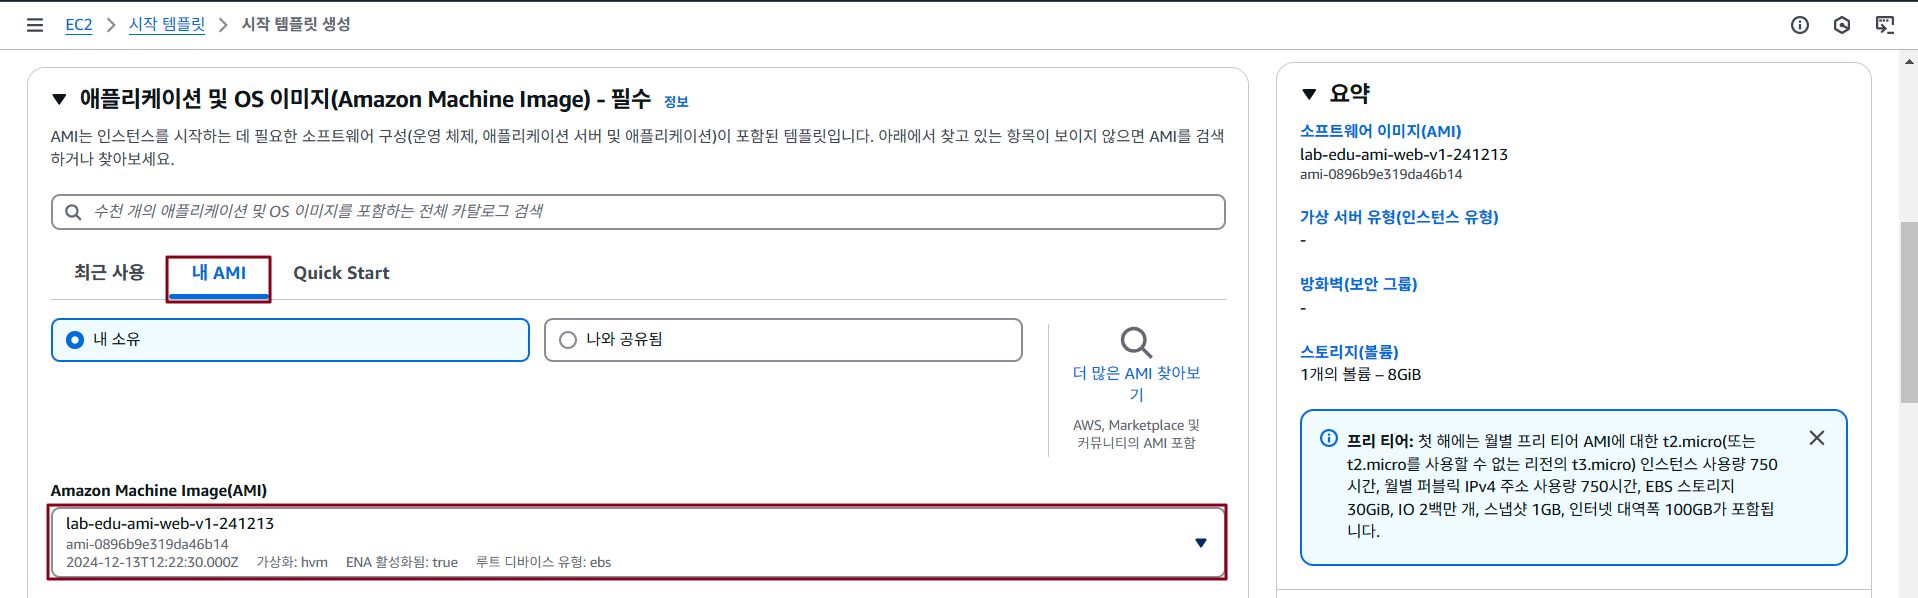 EC2 > 시작 템플릿 > 시작 템플릿 생성
애플리케이션 및 OS 이미지(Amazon Machine Image) - 필수 정보
AMI는 인스턴스를 시작하는 데 필요한 소프트웨어 구성(운영 체제, 애플리케이션 서버 및 애플리케이션)이 포함된 템플릿입니다. 아래에서 찾고 있는 항목이 보이지 않으면 AMI를 검색
하거나 찾아보세요.
수천 개의 애플리케이션 및 OS 이미지를 포함하는 전체 카탈로그 검색
최근 사용 내 AMI Quick Start
내 소유 나와 공유됨
더 많은 AMI 찾아보
기
AWS, Marketplace 및
커뮤니티의 AMI 포함
Amazon Machine Image(AMI)
lab-edu-ami-web-v1-241213
ami-0896b9e319da46b14
2024-12-13T12:22:30.000Z 가상화: hvm ENA 활성화됨: true 루트 디바이스 유형: ebs
요약
소프트웨어 이미지(AMI)
lab-edu-ami-web-v1-241213
ami-0896b9e319da46b14
가상 서버 유형(인스턴스 유형)
-
방화벽(보안 그룹)
-
스토리지(볼륨)
1개의 볼륨 – 8GiB
프리 티어: 첫 해에는 월별 프리 티어 AMI에 대한 t2.micro(또는
t2.micro를 사용할 수 없는 리전의 t3.micro) 인스턴스 사용량 750
시간, 월별 퍼블릭 IPv4 주소 사용량 750시간, EBS 스토리지
30GiB, IO 2백만 개, 스냅샷 1GB, 인터넷 대역폭 100GB가 포함됩
니다.